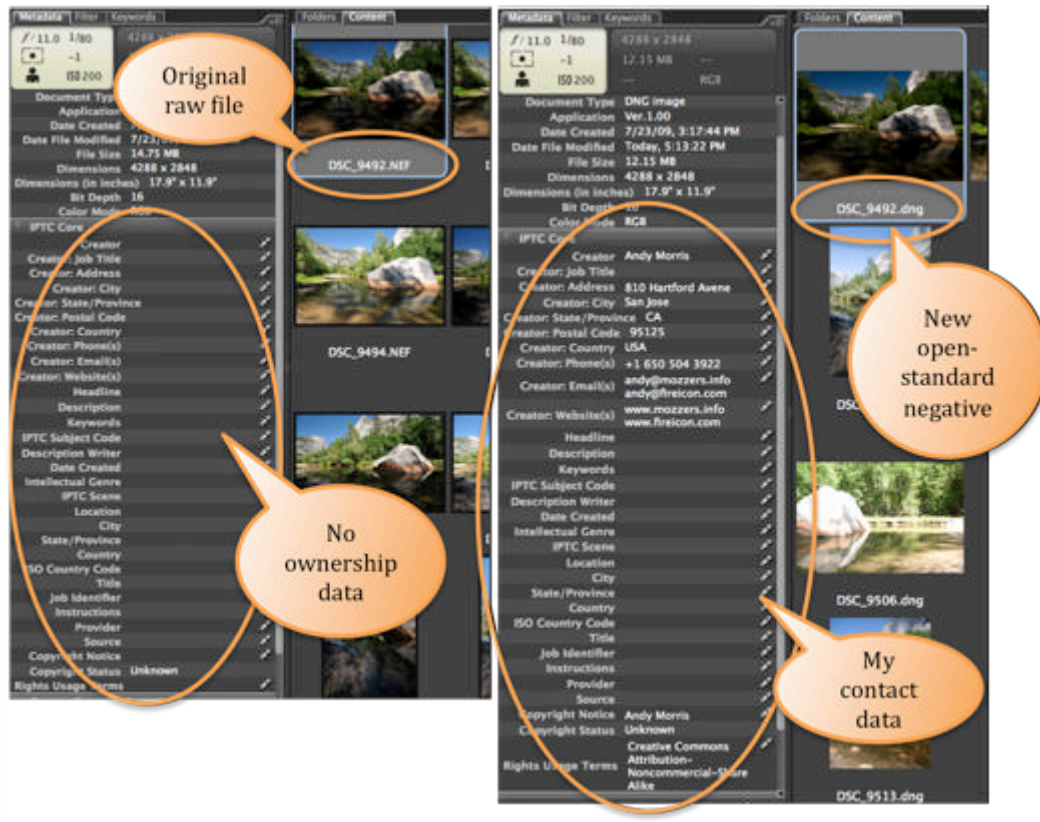 Metadata Filter Keywords
f/11.0 1/80
4288 x 2848
-1
ISO 200
Original
raw file
Document Typ
Application
Date Created
Date File Modified 7/23/
File Size 14.75 MB
Dimensions 4288 x 2848
Dimensions (in inches) 17.9" x 11.9"
Bit Depth 16
Color Mode RGB
IPTC Core
Creator
Creator: Job Title
Creator: Address
Creator: City
Creator: State/Province
Creator: Postal Code
Creator: Country
Creator: Phone(s)
Creator: Email(s)
Creator: Website(s)
Headline
Description
Keywords
IPTC Subject Code
Description Writer
Date Created
Intellectual Genre
IPTC Scene
Location
City
State/Province
Country
ISO Country Code
Title
Job Identifier
Instructions
Provider
Source
Copyright Notice
Copyright Status Unknown
Rights Usage Terms
No
ownership
data
Folders Content
DSC_9492.NEF
DSC_9494.NEF
Metadata Filter Keywords
f/11.0 1/80
4288 x 2848
-1
12.15 MB --
ISO 200
-- RGB
Document Type DNG image
Application Ver.1.00
Date Created 7/23/09, 3:17:44 PM
Date File Modified Today, 5:13:22 PM
File Size 12.15 MB
Dimensions 4288 x 2848
Dimensions (in inches) 17.9" x 11.9"
Bit Depth 16
Color Mode RGB
IPTC Core
Creator Andy Morris
Creator: Job Title
Creator: Address 810 Hartford Avene
Creator: City San Jose
Creator: State/Province CA
Creator: Postal Code 95125
Creator: Country USA
Creator: Phone(s) +1 650 504 3922
Creator: Email(s) andy@mozzers.info
andy@fireicon.com
Creator: Website(s) www.mozzers.info
www.fireicon.com
Headline
Description
Keywords
IPTC Subject Code
Description Writer
Date Created
Intellectual Genre
IPTC Scene
Location
City
State/Province
Country
ISO Country Code
Title
Job Identifier
Instructions
Provider
Source
Copyright Notice Andy Morris
Copyright Status Unknown
Rights Usage Terms Creative Commons
Attribution-
Noncommercial-Share
Alike
My
contact
data
Folders Content
DSC_9492.dng
New
open-
standard
negative
DSC_9506.dng
DSC_9513.dng